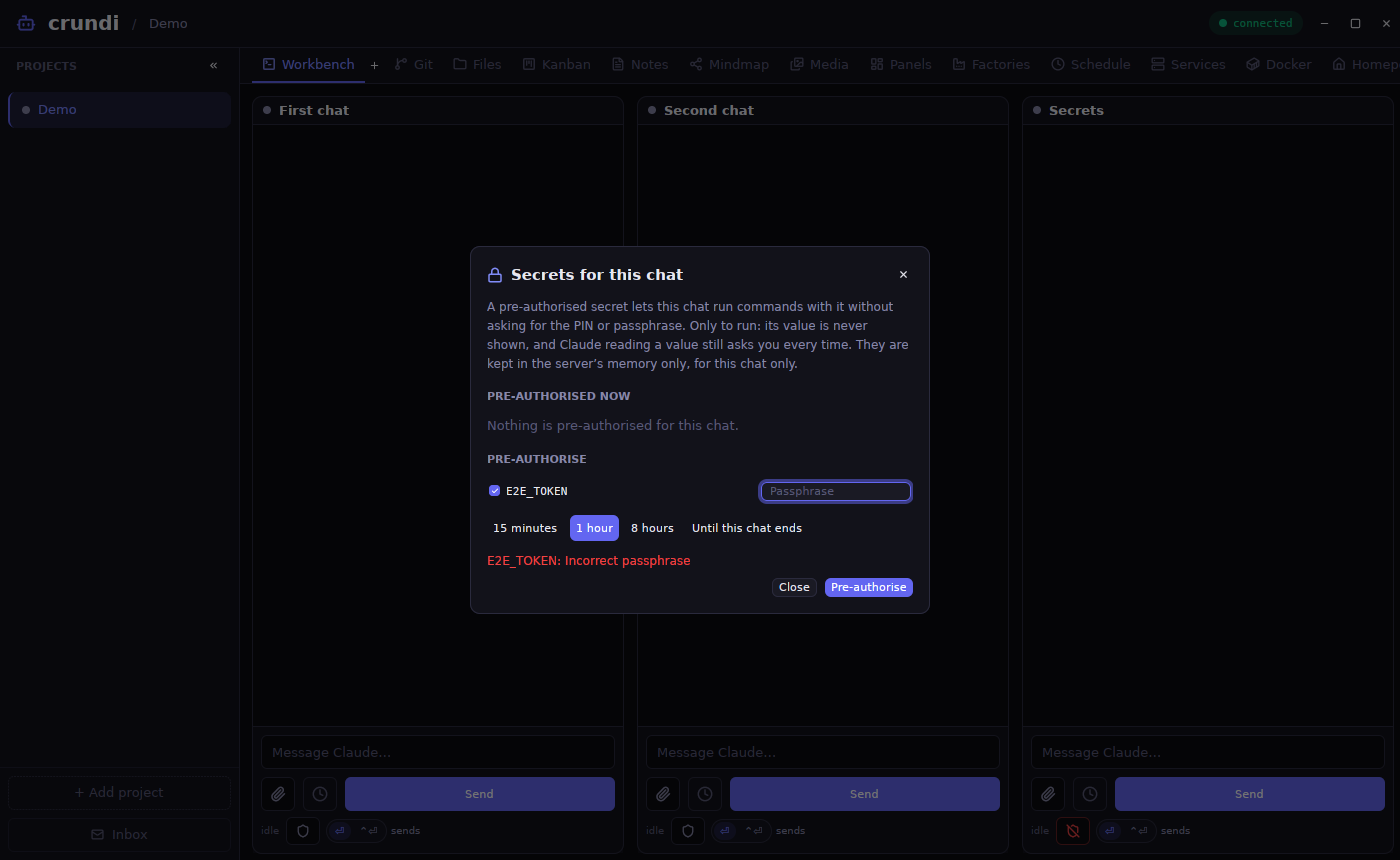 crundi / Demo
connected
PROJECTS «
Workbench + Git Files Kanban Notes Mindmap Media Panels Factories Schedule Services Docker Homep
Demo
First chat
Second chat
Secrets
Secrets for this chat
A pre-authorised secret lets this chat run commands with it without
asking for the PIN or passphrase. Only to run: its value is never
shown, and Claude reading a value still asks you every time. They are
kept in the server’s memory only, for this chat only.
PRE-AUTHORISED NOW
Nothing is pre-authorised for this chat.
PRE-AUTHORISE
E2E_TOKEN Passphrase
15 minutes 1 hour 8 hours Until this chat ends
E2E_TOKEN: Incorrect passphrase
Close Pre-authorise
Message Claude… Message Claude… Message Claude…
Send Send Send
idle ⏎ ^⏎ sends idle ⏎ ^⏎ sends idle ⏎ ^⏎ sends
+ Add project
Inbox